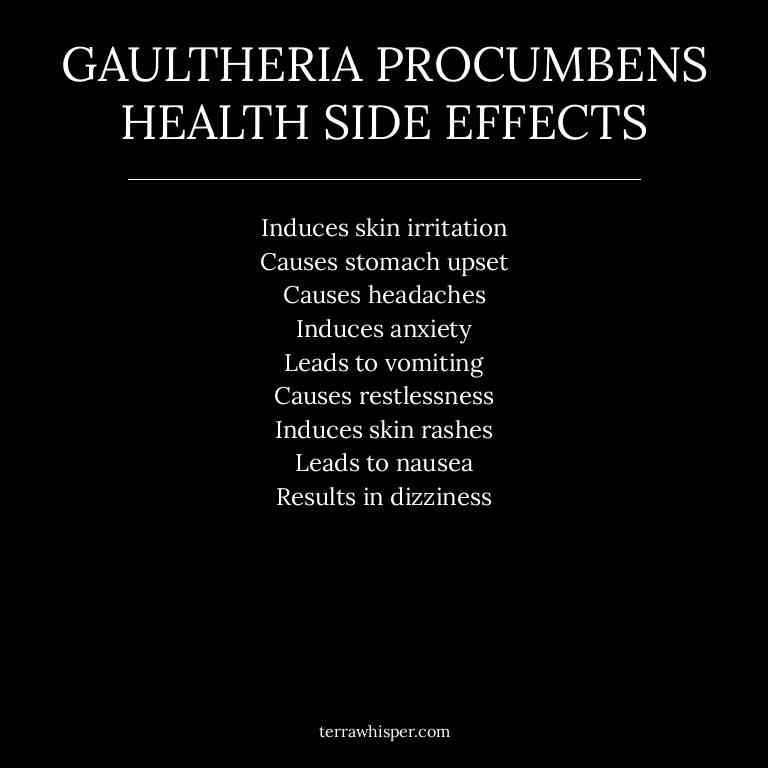 GAULTHERIA PROCUMBENS
HEALTH SIDE EFFECTS
Induces skin irritation
Causes stomach upset
Causes headaches
Induces anxiety
Leads to vomiting
Causes restlessness
Induces skin rashes
Leads to nausea
Results in dizziness
terrawhisper.com